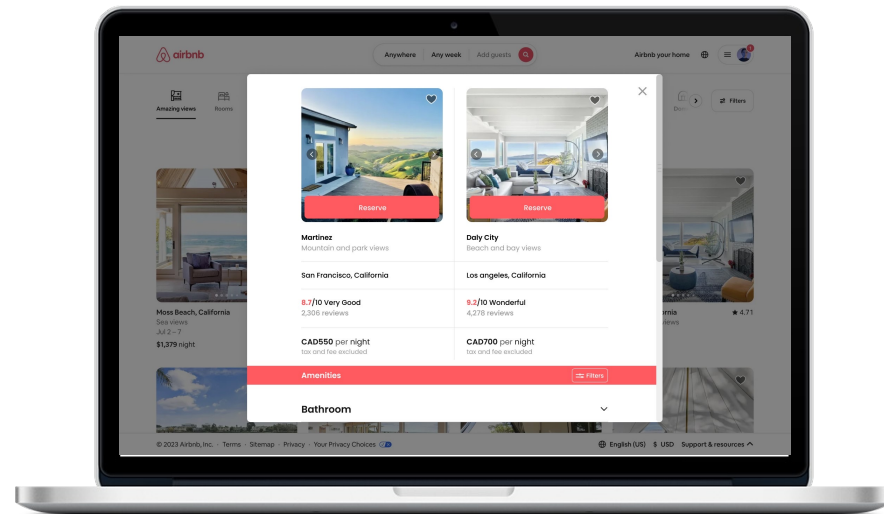 airbnb
Anywhere Any week Add guests
Airbnb your home
Amazing views
Rooms
Filters
Reserve
Reserve
Martinez
Mountain and park views
Daly City
Beach and bay views
San Francisco, California
Los angeles, California
8.7/10 Very Good
2,306 reviews
9.2/10 Wonderful
4,278 reviews
CAD550 per night
tax and fee excluded
CAD700 per night
tax and fee excluded
Amenities
Filters
Bathroom
Moss Beach, California
Sea views
Jul 2 – 7
$1,379 night
4.71
© 2023 Airbnb, Inc. · Terms · Sitemap · Privacy · Your Privacy Choices
English (US) $ USD Support & resources